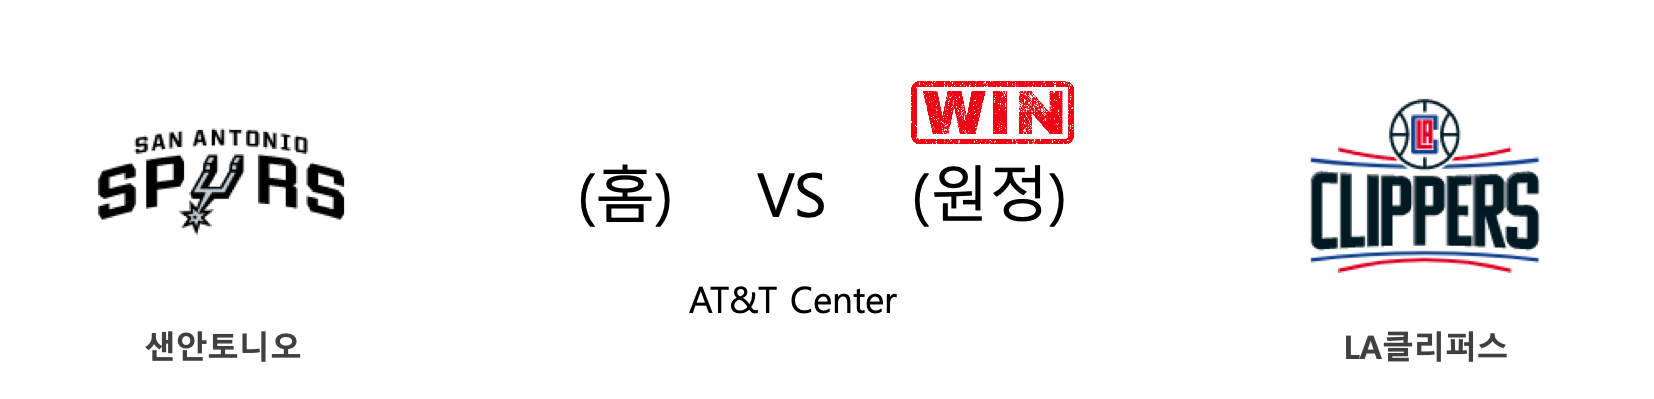 SAN ANTONIO
SPURS
샌안토니오
WIN
(홈) VS (원정)
AT&T Center
LA
CLIPPERS
LA클리퍼스